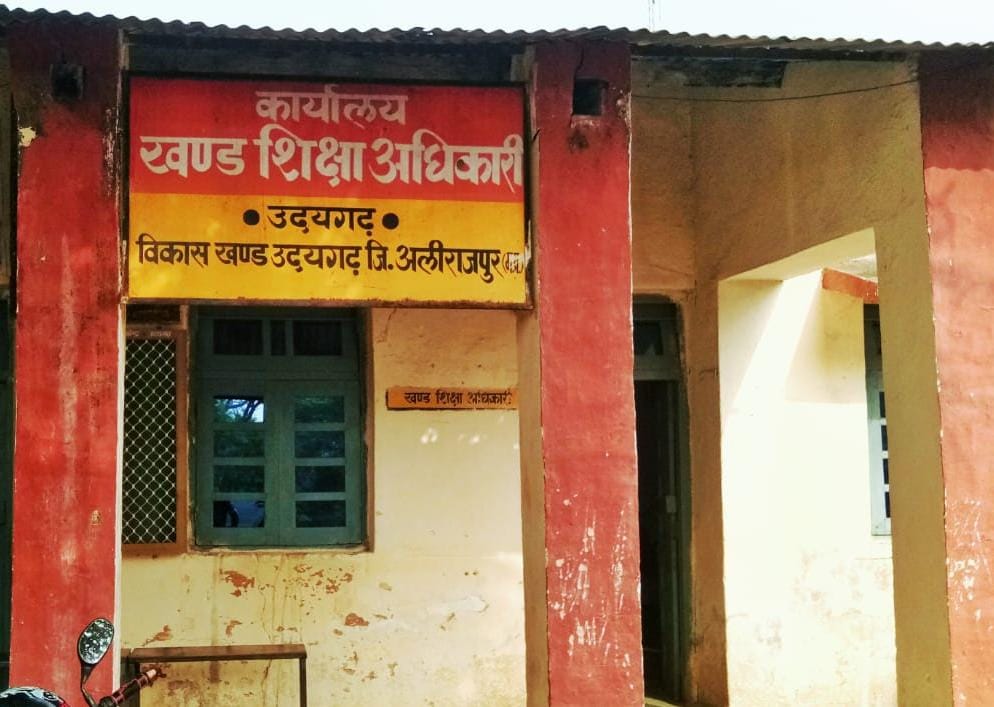 कार्यालय
खण्ड शिक्षा अधिकारी
• उदयगढ़ •
विकास खण्ड उदयगढ़ जि. अलीराजपुर
खण्ड शिक्षा अधिकारी